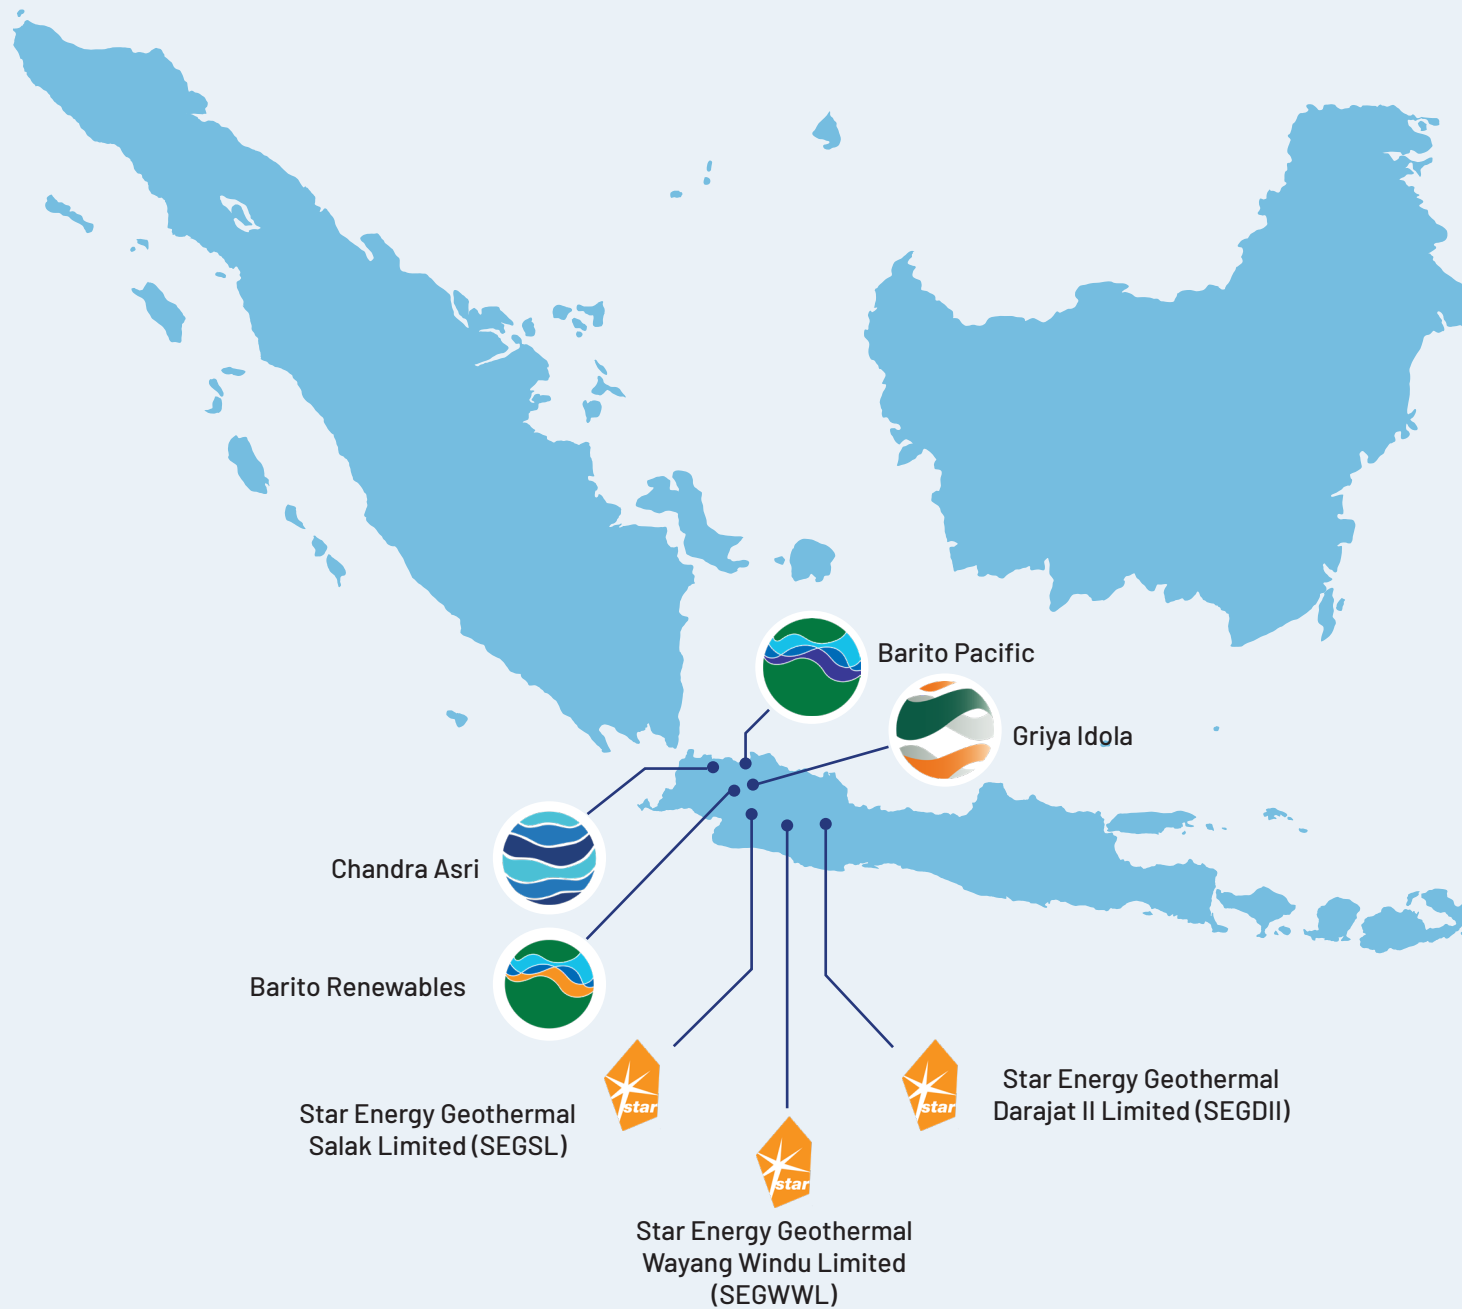 Barito Pacific
Griya Idola
Chandra Asri
Barito Renewables
star
Star Energy Geothermal
Salak Limited (SEGSL)
star
Star Energy Geothermal
Darajat II Limited (SEGDII)
star
Star Energy Geothermal
Wayang Windu Limited
(SEGWWL)